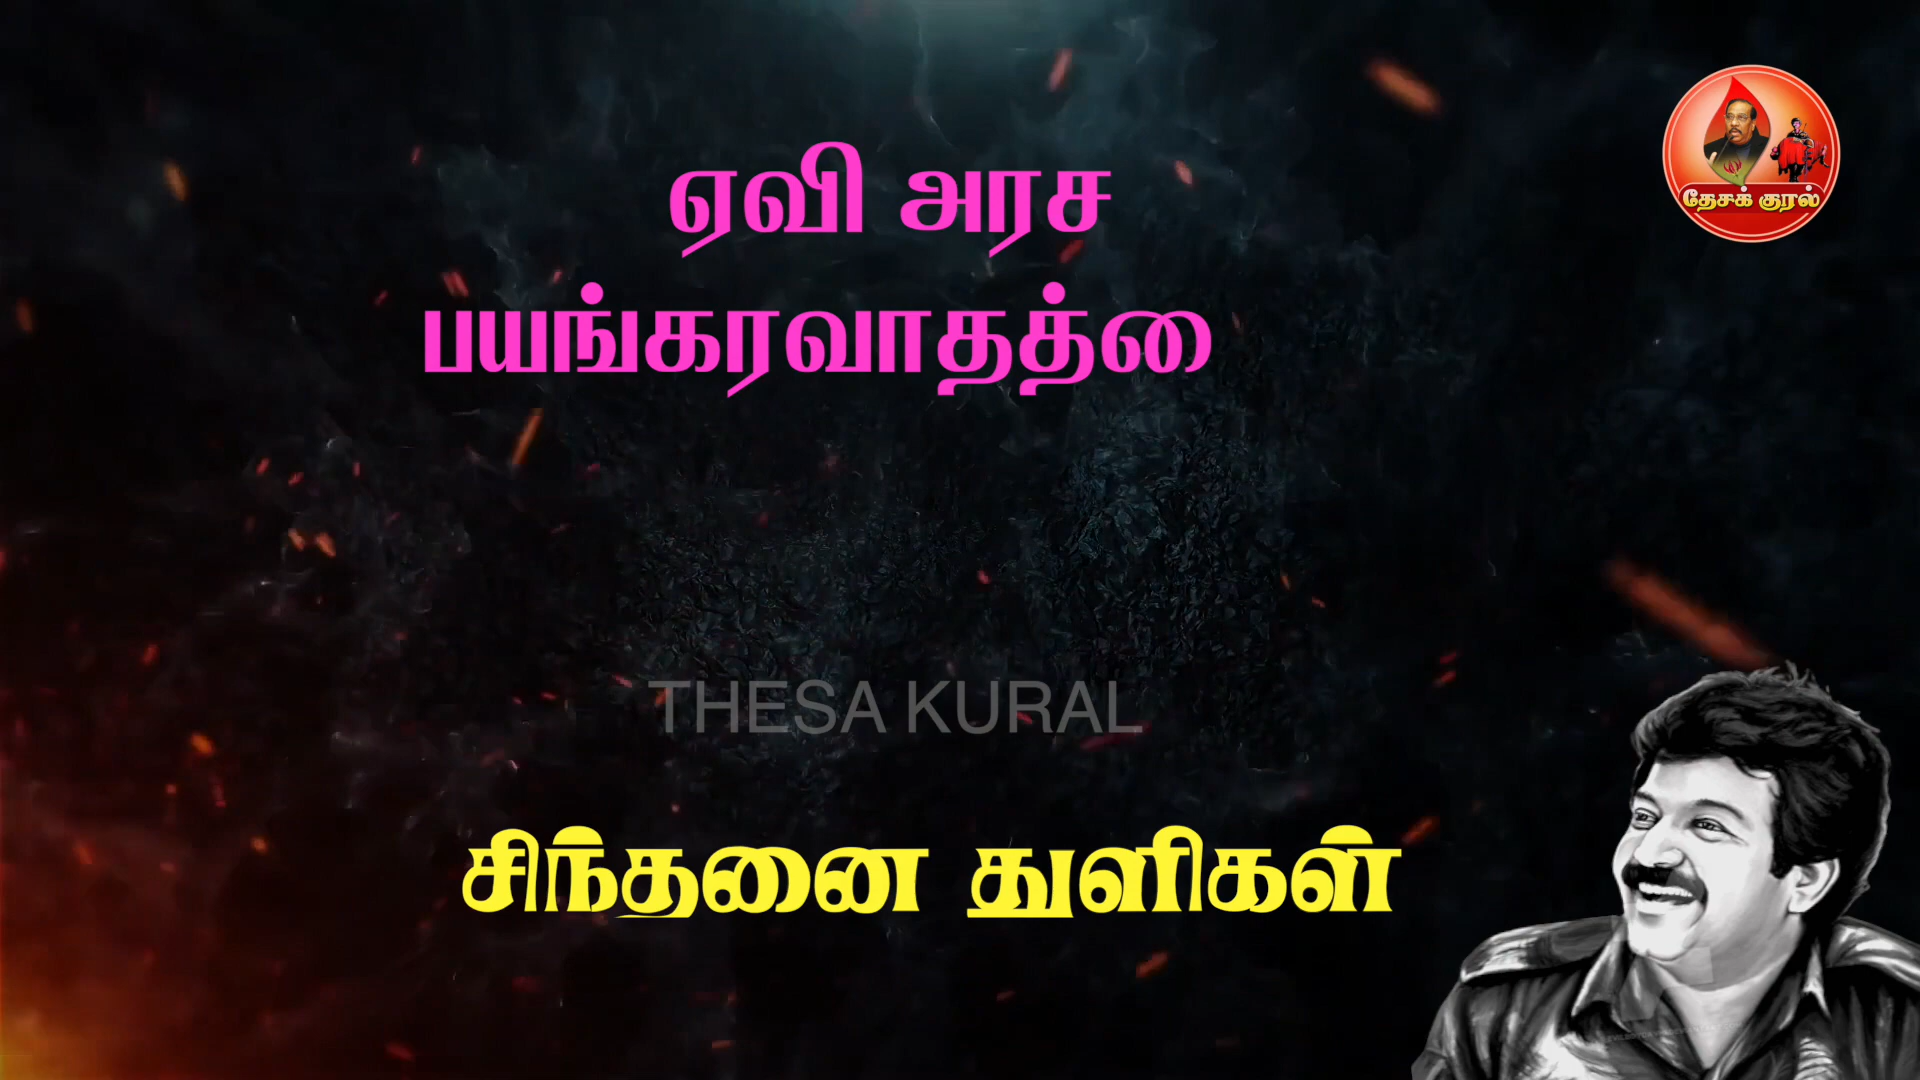 ஏவி அரச
தேசக் குரல்
பயங்கரவாதத்தை
THESA KURAL
சிந்தனை துளிகள்